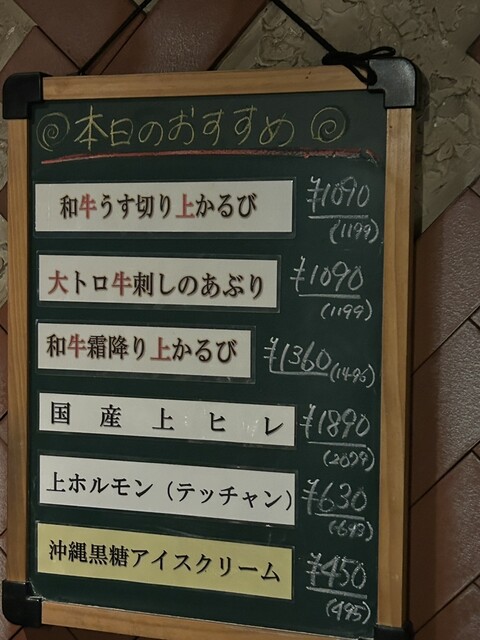 本日のおすすめ
和牛うす切り上かるび ¥1090
(1199)
大トロ牛刺しのあぶり ¥1090
(1199)
和牛霜降り上かるび ¥1360 (1496)
国産上ヒレ ¥1890
(2079)
上ホルモン（テッチャン） ¥630
(693)
沖縄黒糖アイスクリーム ¥450
(495)